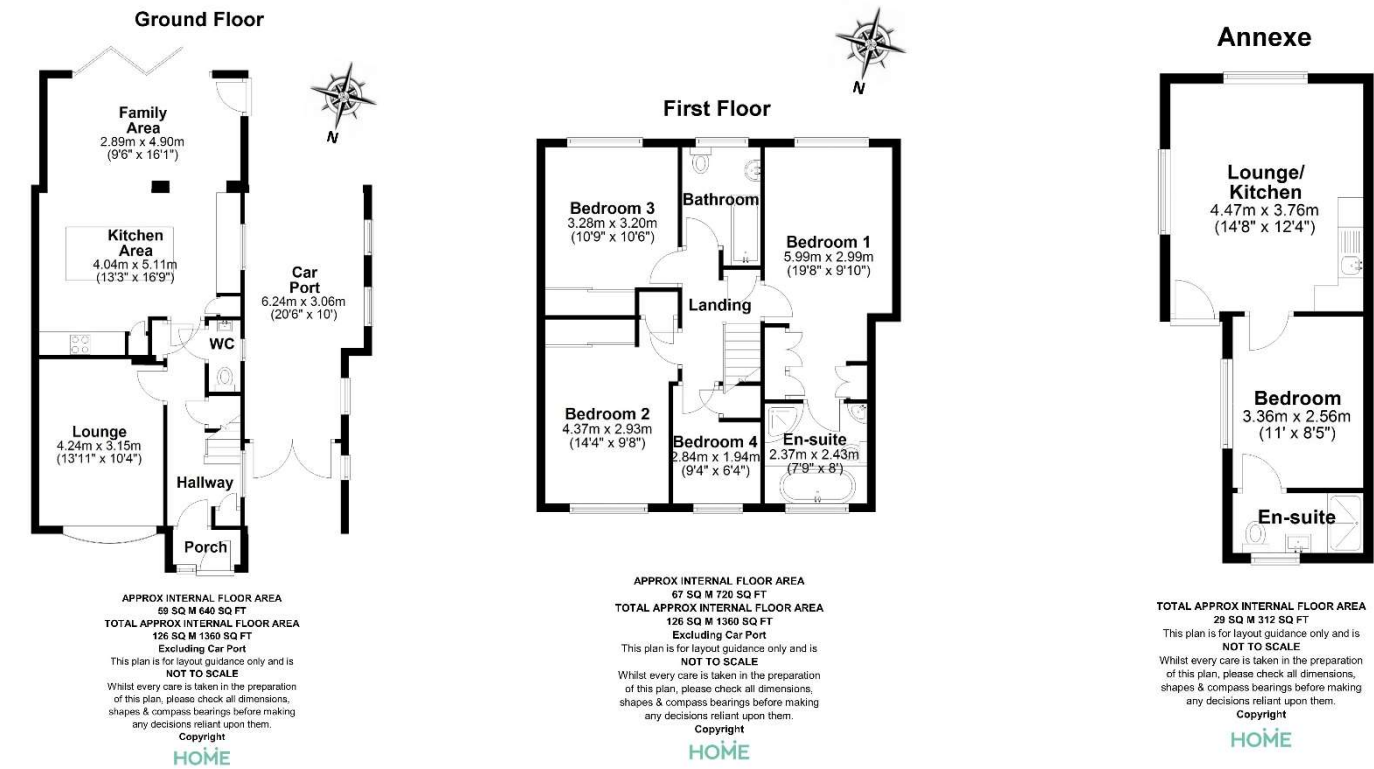 Ground Floor
Family
Area
2.89m x 4.90m
(9'6" x 16'1")
N
Kitchen
Area
4.04m x 5.11m
(13'3" x 16'9")
Car
Port
6.24m x 3.06m
(20'6" x 10')
WC
Lounge
4.24m x 3.15m
(13'11" x 10'4")
Hallway
Porch
APPROX INTERNAL FLOOR AREA
59 SQ M 640 SQ FT
TOTAL APPROX INTERNAL FLOOR AREA
126 SQ M 1360 SQ FT
Excluding Car Port
This plan is for layout guidance only and is
NOT TO SCALE
Whilst every care is taken in the preparation
of this plan, please check all dimensions,
shapes & compass bearings before making
any decisions reliant upon them.
Copyright
HOME
First Floor
N
Bedroom 3
3.28m x 3.20m
(10'9" x 10'6")
Bathroom
Bedroom 1
5.99m x 2.99m
(19'8" x 9'10")
Landing
Bedroom 2
4.37m x 2.93m
(14'4" x 9'8")
Bedroom 4
2.84m x 1.94m
(9'4" x 6'4")
En-suite
2.37m x 2.43m
(7'9" x 8')
APPROX INTERNAL FLOOR AREA
67 SQ M 720 SQ FT
TOTAL APPROX INTERNAL FLOOR AREA
126 SQ M 1360 SQ FT
Excluding Car Port
This plan is for layout guidance only and is
NOT TO SCALE
Whilst every care is taken in the preparation
of this plan, please check all dimensions,
shapes & compass bearings before making
any decisions reliant upon them.
Copyright
HOME
Annexe
Lounge/
Kitchen
4.47m x 3.76m
(14'8" x 12'4")
Bedroom
3.36m x 2.56m
(11' x 8'5")
En-suite
TOTAL APPROX INTERNAL FLOOR AREA
29 SQ M 312 SQ FT
This plan is for layout guidance only and is
NOT TO SCALE
Whilst every care is taken in the preparation
of this plan, please check all dimensions,
shapes & compass bearings before making
any decisions reliant upon them.
Copyright
HOME